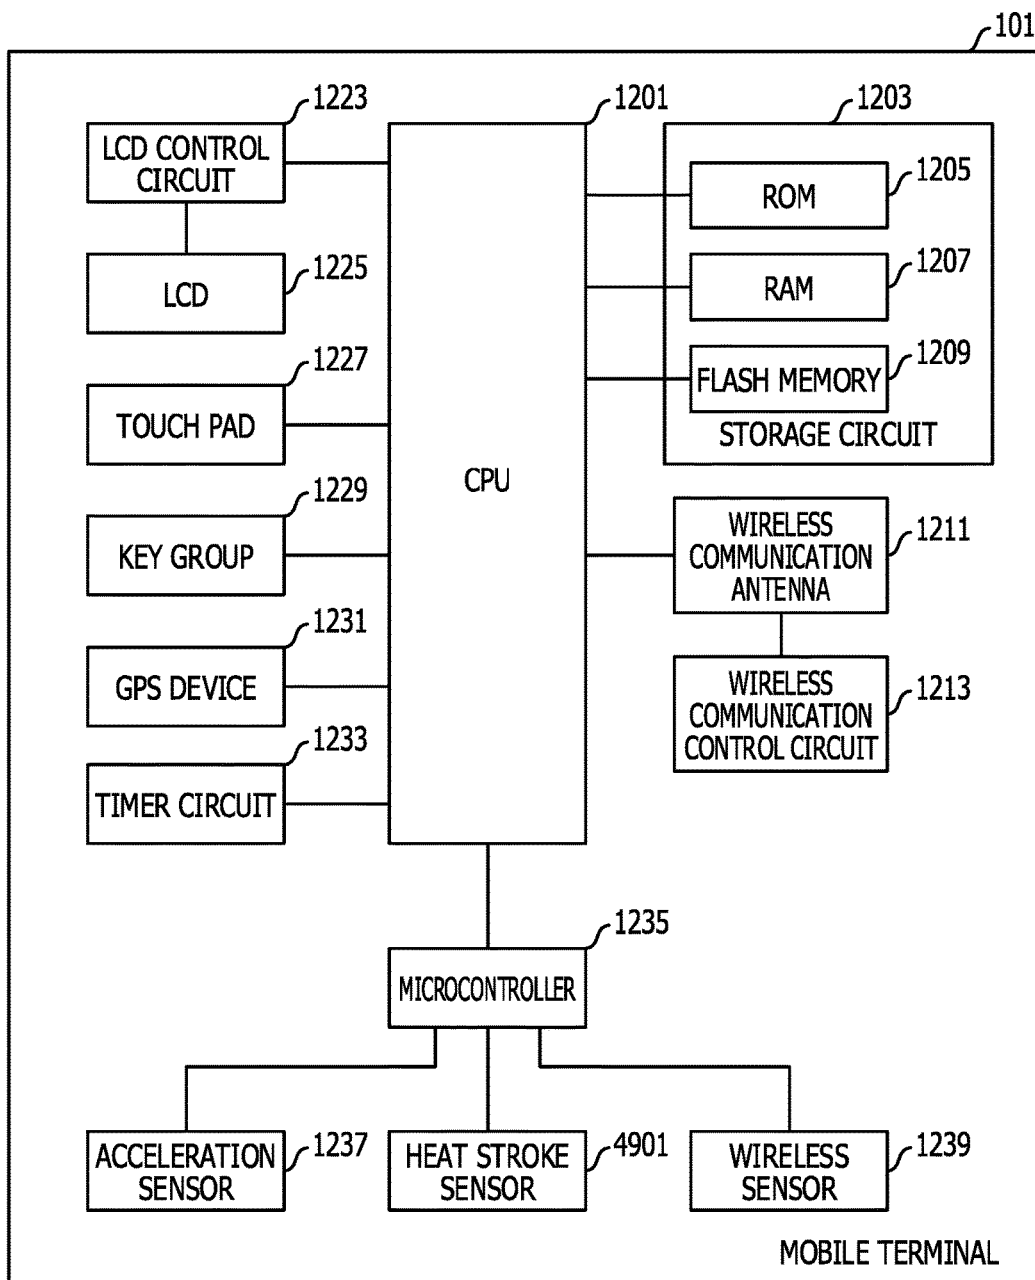 101
1223
1201
1203
LCD CONTROL
CIRCUIT
ROM
1205
LCD
1225
RAM
1207
1227
TOUCH PAD
FLASH MEMORY
1209
STORAGE CIRCUIT
CPU
1229
KEY GROUP
WIRELESS
COMMUNICATION
ANTENNA
1211
1231
GPS DEVICE
WIRELESS
COMMUNICATION
CONTROL CIRCUIT
1213
1233
TIMER CIRCUIT
1235
MICROCONTROLLER
ACCELERATION
SENSOR
1237
HEAT STROKE
SENSOR
4901
WIRELESS
SENSOR
1239
MOBILE TERMINAL